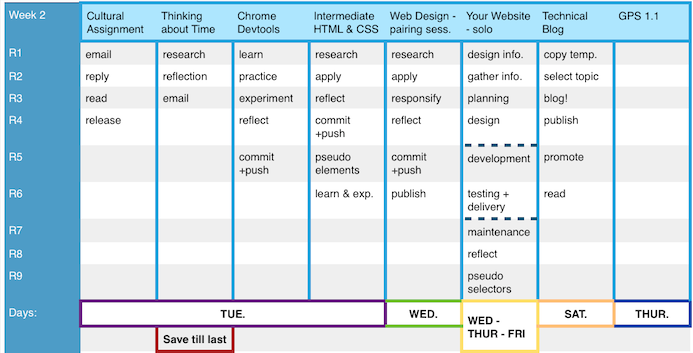 Week 2 Cultural Assignment Thinking about Time Chrome Devtools Intermediate HTML & CSS Web Design - pairing sess. Your Website - solo Technical Blog GPS 1.1
R1 email research learn research research design info. copy temp.
R2 reply reflection practice apply apply gather info. select topic
R3 read email experiment reflect responsify planning blog!
R4 release reflect commit +push reflect design publish
R5 commit +push pseudo elements commit +push development promote
R6 learn & exp. publish testing + delivery read
R7 maintenance
R8 reflect
R9 pseudo selectors
Days: TUE. WED. WED - THUR - FRI SAT. THUR.
Save till last